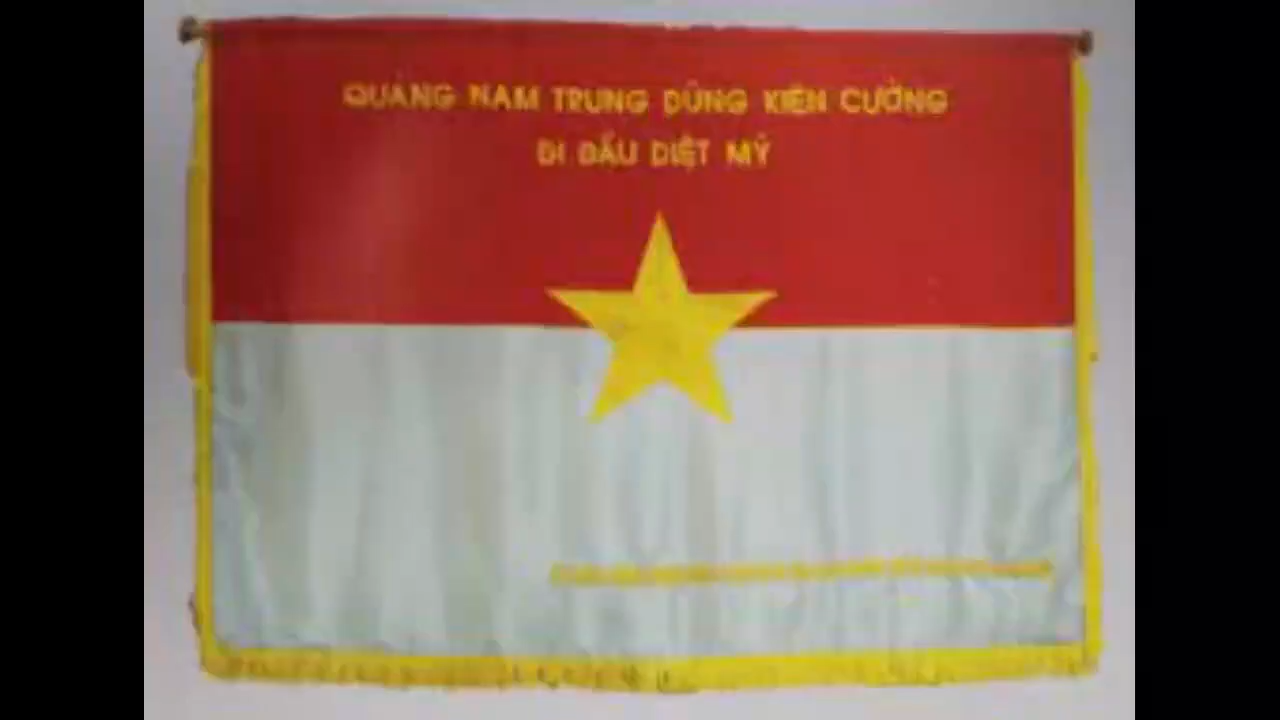 QUẢNG NAM TRUNG DŨNG KIÊN CƯỜNG
ĐI ĐẦU DIỆT MỸ